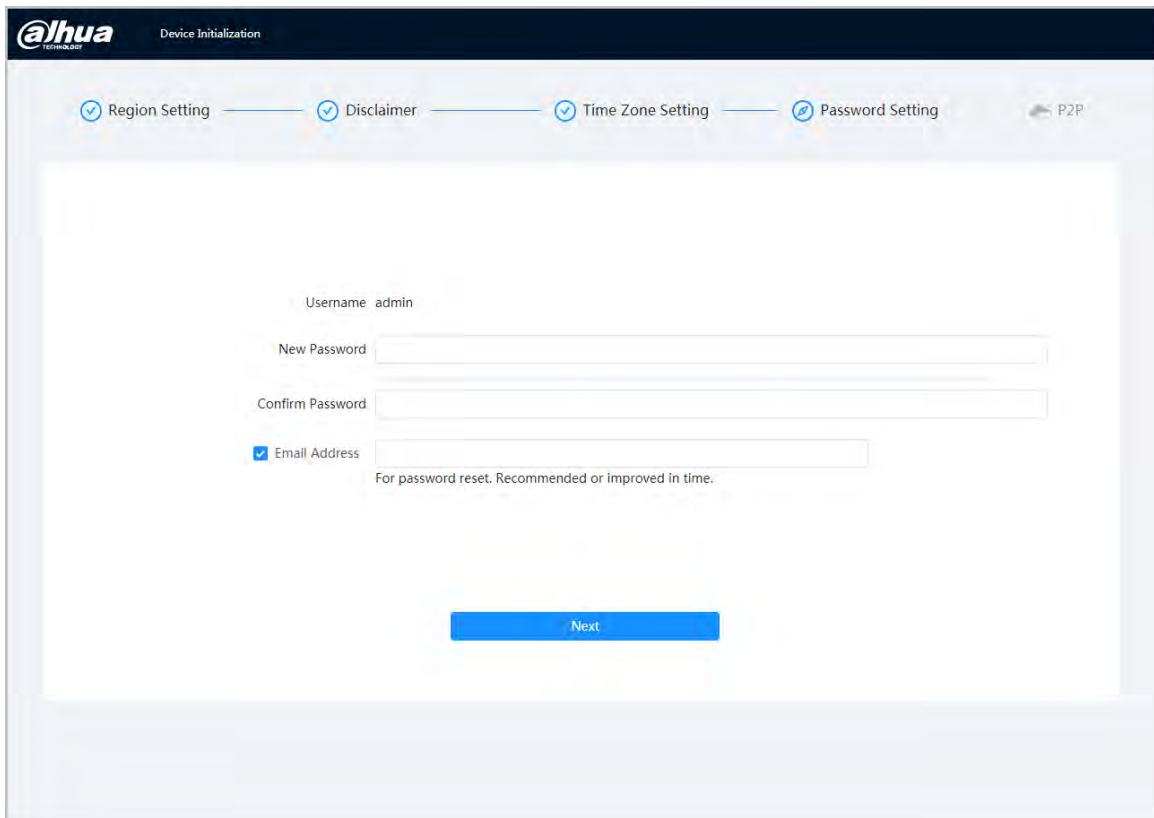 alhua
TECHNOLOGY
Device Initialization
Region Setting
Disclaimer
Time Zone Setting
Password Setting
P2P
Username admin
New Password
Confirm Password
Email Address
For password reset. Recommended or improved in time.
Next